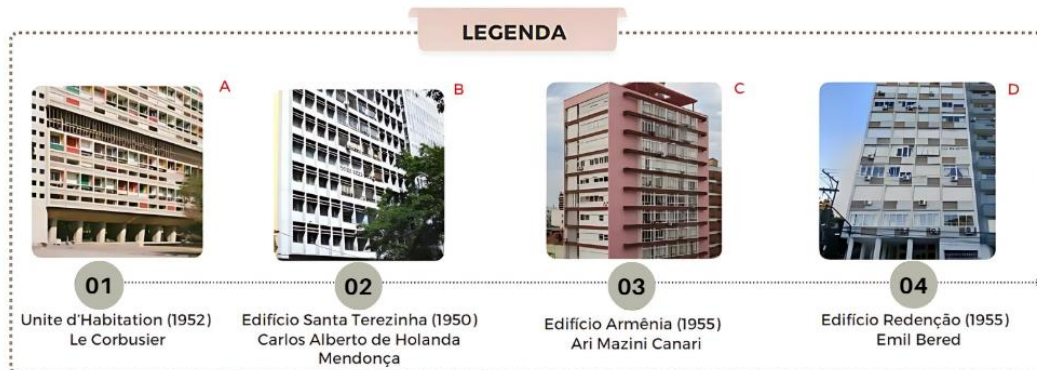 LEGENDA
A
B
C
D
01
02
03
04
Unite d'Habitation (1952)
Le Corbusier
Edifício Santa Terezinha (1950)
Carlos Alberto de Holanda
Mendonça
Edifício Armênia (1955)
Ari Mazini Canari
Edifício Redenção (1955)
Emil Bered